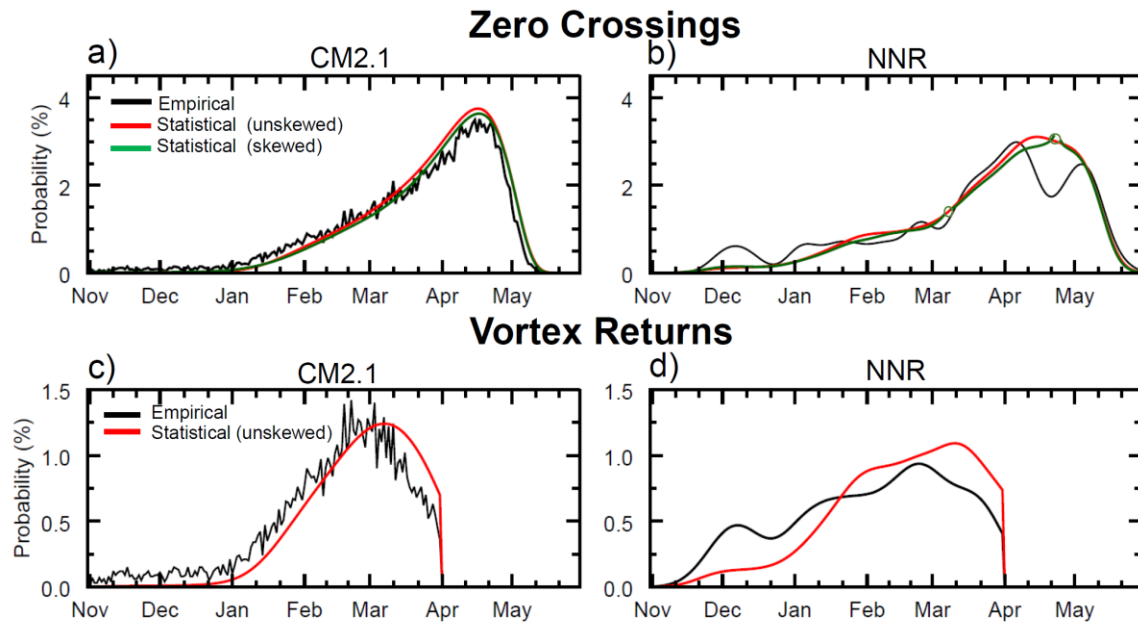 Zero Crossings
a) CM2.1
b) NNR
Probability (%)
4
2
0
Empirical
Statistical (unskewed)
Statistical (skewed)
Nov Dec Jan Feb Mar Apr May
4
2
0
Nov Dec Jan Feb Mar Apr May
Vortex Returns
c) CM2.1
d) NNR
Probability (%)
1.5
1.0
0.5
0.0
Empirical
Statistical (unskewed)
Nov Dec Jan Feb Mar Apr May
1.5
1.0
0.5
0.0
Nov Dec Jan Feb Mar Apr May